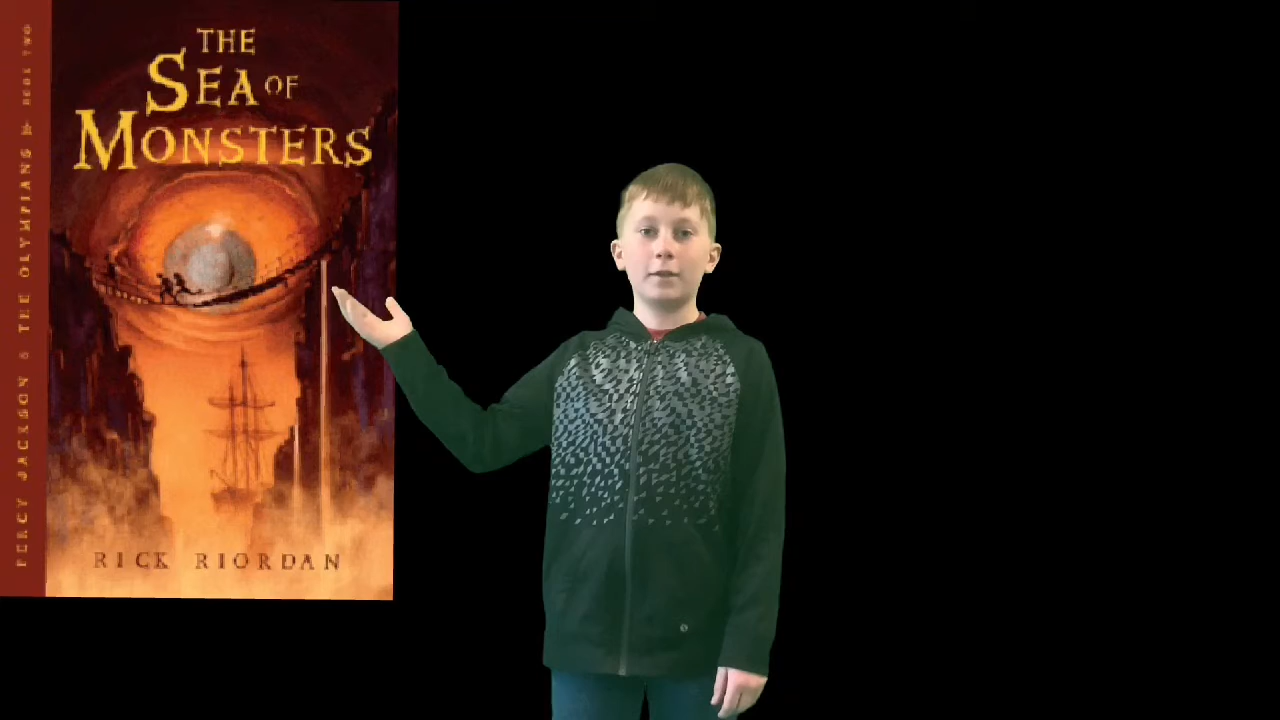 THE
SEA OF
MONSTERS
RICK RIORDAN
PERCY JACKSON & THE OLYMPIANS BOOK TWO